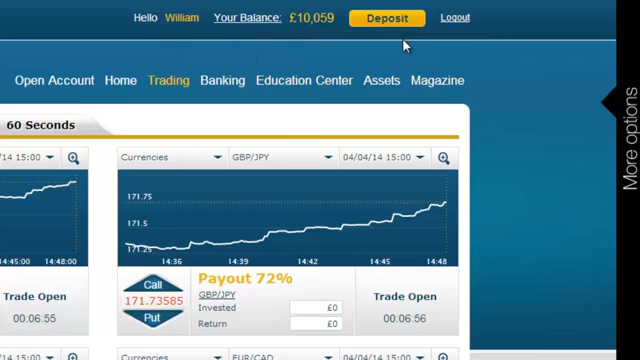 Hello William Your Balance: £10,059 Deposit Logout
Open Account Home Trading Banking Education Center Assets Magazine
More options
60 Seconds
/14 15:00 Currencies GBP/JPY 04/04/14 15:00
171.75
171.5
171.25
14:45:00 14:48:00 14:36 14:39 14:42 14:45 14:48
Call
171.73585
Put
Payout 72%
GBP/JPY
Invested £0
Return £0
Trade Open
00:06:55
Trade Open
00:06:56
14 15:00 Currencies EUR/CAD 04/04/14 15:00